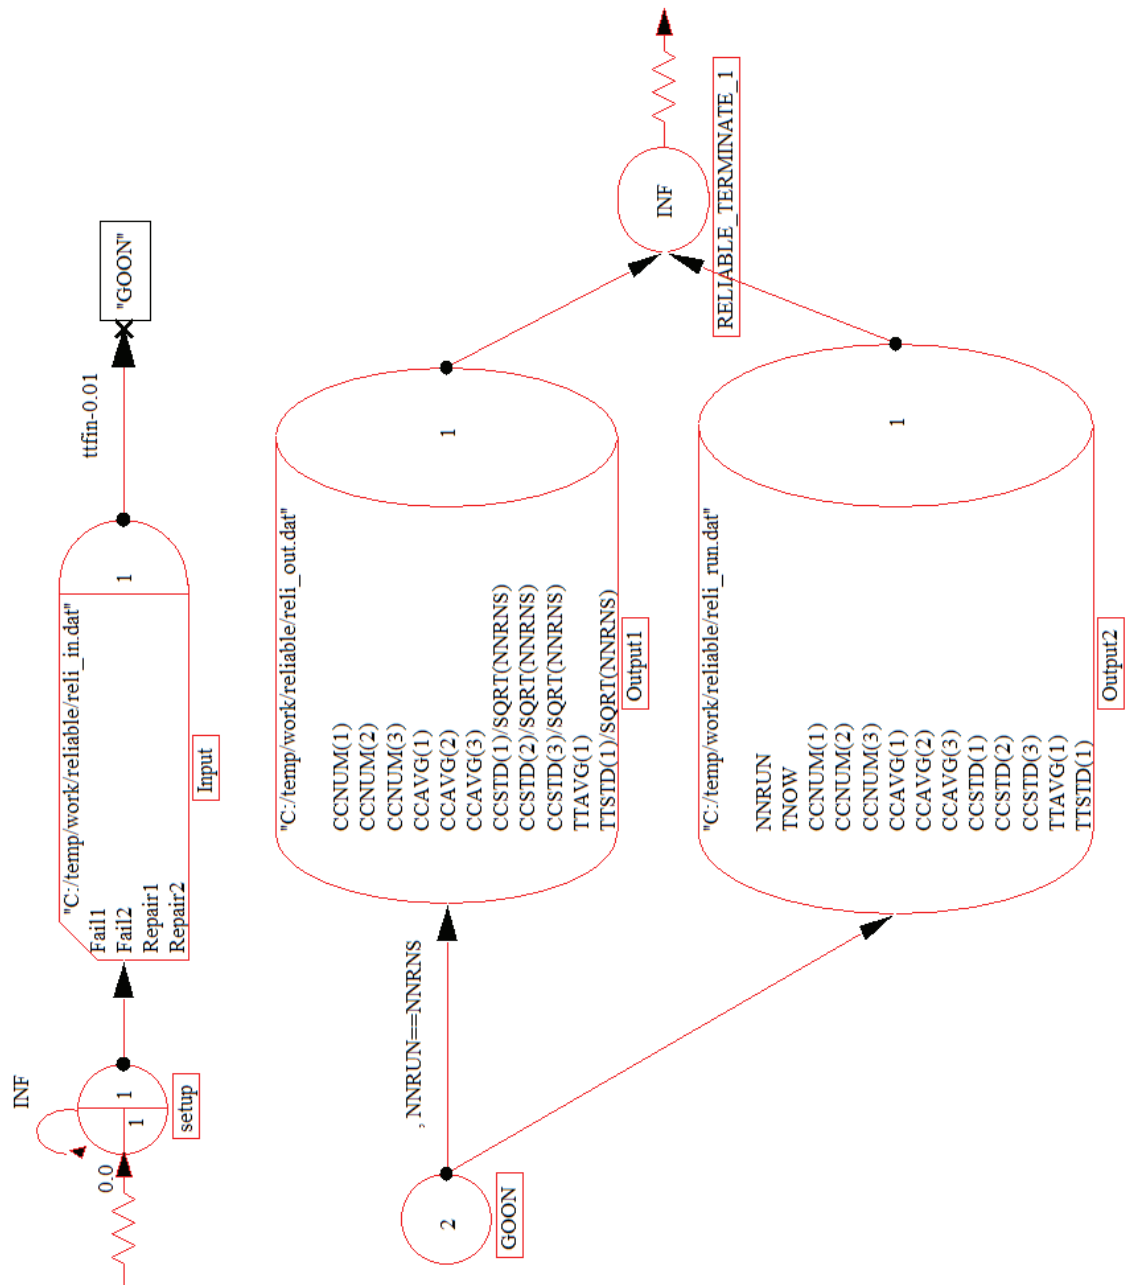 INF
0.0
1
1
setup
"C:/temp/work/reliable/reli_in.dat"
Fail1
Fail2
Repair1
Repair2
1
Input
ttfin-0.01
"GOON"
2
GOON
, NNRUN==NNRNS
"C:/temp/work/reliable/reli_out.dat"
CCNUM(1)
CCNUM(2)
CCNUM(3)
CCAVG(1)
CCAVG(2)
CCAVG(3)
CCSTD(1)/SQRT(NNRNS)
CCSTD(2)/SQRT(NNRNS)
CCSTD(3)/SQRT(NNRNS)
TTAVG(1)
TTSTD(1)/SQRT(NNRNS)
1
Output1
"C:/temp/work/reliable/reli_run.dat"
NNRUN
TNOW
CCNUM(1)
CCNUM(2)
CCNUM(3)
CCAVG(1)
CCAVG(2)
CCAVG(3)
CCSTD(1)
CCSTD(2)
CCSTD(3)
TTAVG(1)
TTSTD(1)
1
Output2
INF
RELIABLE_TERMINATE_1